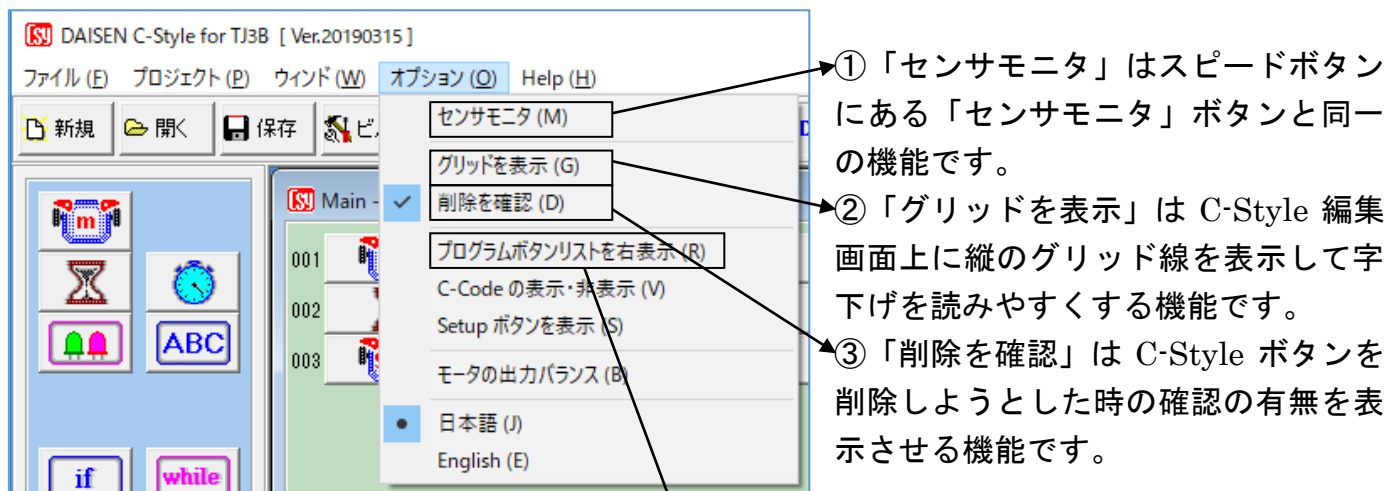 DAISEN C-Style for TJ3B [ Ver.20190315 ]
ファイル (F) プロジェクト (P) ウィンド (W) オプション (O) Help (H)
新規 開く 保存
センサモニタ (M)
グリッドを表示 (G)
Main -
削除を確認 (D)
m
001
プログラムボタンリストを右表示 (R)
C-Code の表示・非表示 (V)
002
Setup ボタンを表示 (S)
ABC
003
モータの出力バランス (B)
日本語 (J)
English (E)
if while
①「センサモニタ」はスピードボタン
にある「センサモニタ」ボタンと同一
の機能です。
②「グリッドを表示」は C-Style 編集
画面上に縦のグリッド線を表示して字
下げを読みやすくする機能です。
③「削除を確認」は C-Style ボタンを
削除しようとした時の確認の有無を表
示させる機能です。